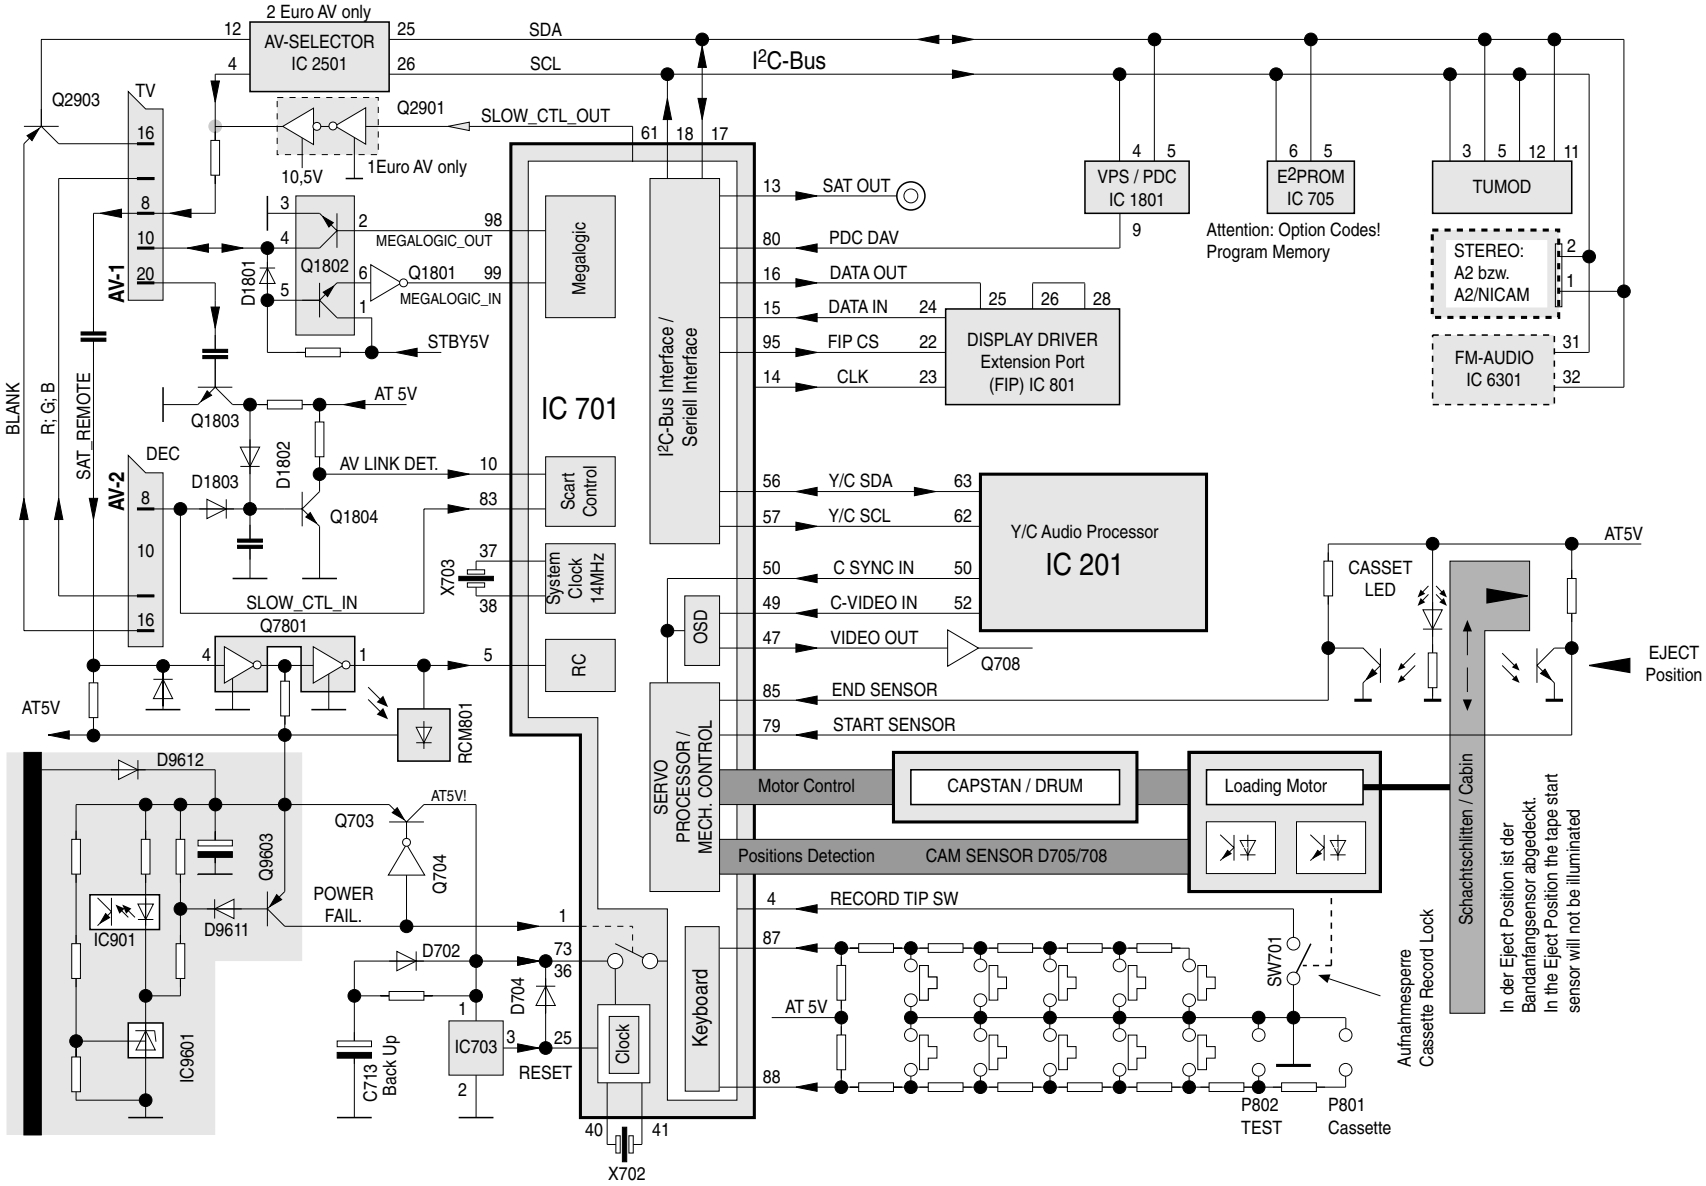 2 Euro AV only
12
AV-SELECTOR
IC 2501
25
SDA
4
26
SCL
I²C-Bus
Q2903
TV
Q2901
SLOW_CTL_OUT
16
10,5V
1Euro AV only
61
18
17
8
10
20
AV-1
3
2
4
Q1802
5
6
1
D1801
98
MEGALOGIC_OUT
Q1801
99
MEGALOGIC_IN
STBY5V
Megalogic
IC 701
I²C-Bus Interface /
Seriell Interface
13
SAT OUT
80
PDC DAV
16
DATA OUT
15
DATA IN
24
95
FIP CS
22
14
CLK
23
25
26
28
DISPLAY DRIVER
Extension Port
(FIP) IC 801
4
5
VPS / PDC
IC 1801
9
6
5
E²PROM
IC 705
Attention: Option Codes!
Program Memory
3
5
12
11
TUMOD
STEREO:
A2 bzw.
A2/NICAM
2
1
FM-AUDIO
IC 6301
31
32
BLANK
R; G; B
SAT_REMOTE
AT 5V
Q1803
D1802
AV LINK DET.
10
Scart
Control
DEC
AV-2
8
10
16
D1803
Q1804
83
SLOW_CTL_IN
X703
37
38
System
Clock
14MHz
56
Y/C SDA
63
57
Y/C SCL
62
Y/C Audio Processor
IC 201
50
C SYNC IN
50
49
C-VIDEO IN
52
47
VIDEO OUT
Q708
OSD
Q7801
4
1
5
RC
AT5V
RCM801
85
END SENSOR
79
START SENSOR
AT5V
CASSET
LED
EJECT
Position
SERVO
PROCESSOR /
MECH. CONTROL
Motor Control
CAPSTAN / DRUM
Loading Motor
Positions Detection
CAM SENSOR D705/708
Schachtschlitten / Cabin
In der Eject Position ist der
Bandanfangsensor abgedeckt.
In the Eject Position the tape start
sensor will not be illuminated
D9612
Q703
AT5V!
Q704
Q9603
POWER
FAIL.
1
IC901
D9611
D702
73
36
D704
IC9601
C713
Back Up
1
IC703
3
2
25
RESET
Clock
40
41
X702
Keyboard
4
RECORD TIP SW
87
AT 5V
88
SW701
Aufnahmesperre
Cassette Record Lock
P802
TEST
P801
Cassette